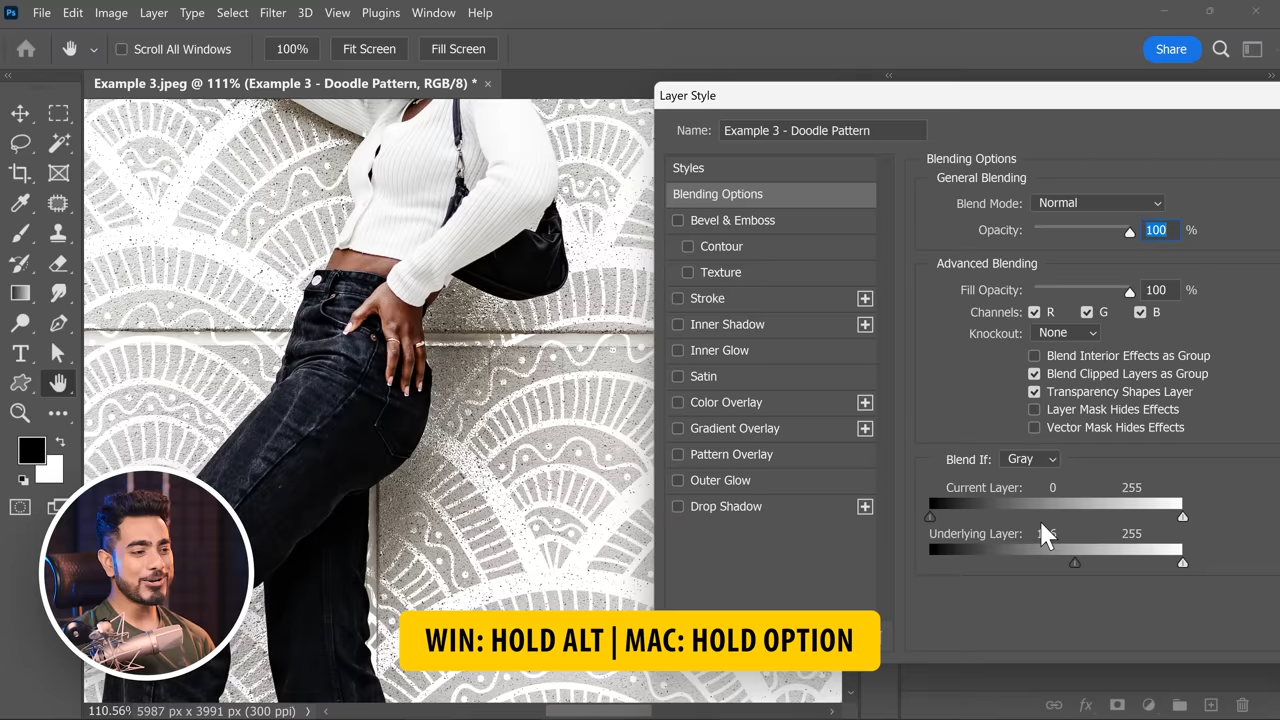 Ps File Edit Image Layer Type Select Filter 3D View Plugins Window Help
Scroll All Windows 100% Fit Screen Fill Screen Share
Example 3.jpeg @ 111% (Example 3 - Doodle Pattern, RGB/8) * ×
Layer Style
Name: Example 3 - Doodle Pattern
Styles
Blending Options
Bevel & Emboss
Contour
Texture
Stroke
Inner Shadow
Inner Glow
Satin
Color Overlay
Gradient Overlay
Pattern Overlay
Outer Glow
Drop Shadow
Blending Options
General Blending
Blend Mode: Normal
Opacity: 100 %
Advanced Blending
Fill Opacity: 100 %
Channels: R G B
Knockout: None
Blend Interior Effects as Group
Blend Clipped Layers as Group
Transparency Shapes Layer
Layer Mask Hides Effects
Vector Mask Hides Effects
Blend If: Gray
Current Layer: 0 255
Underlying Layer: 255
WIN: HOLD ALT | MAC: HOLD OPTION
110.56% 5987 px x 3991 px (300 ppi)
fx